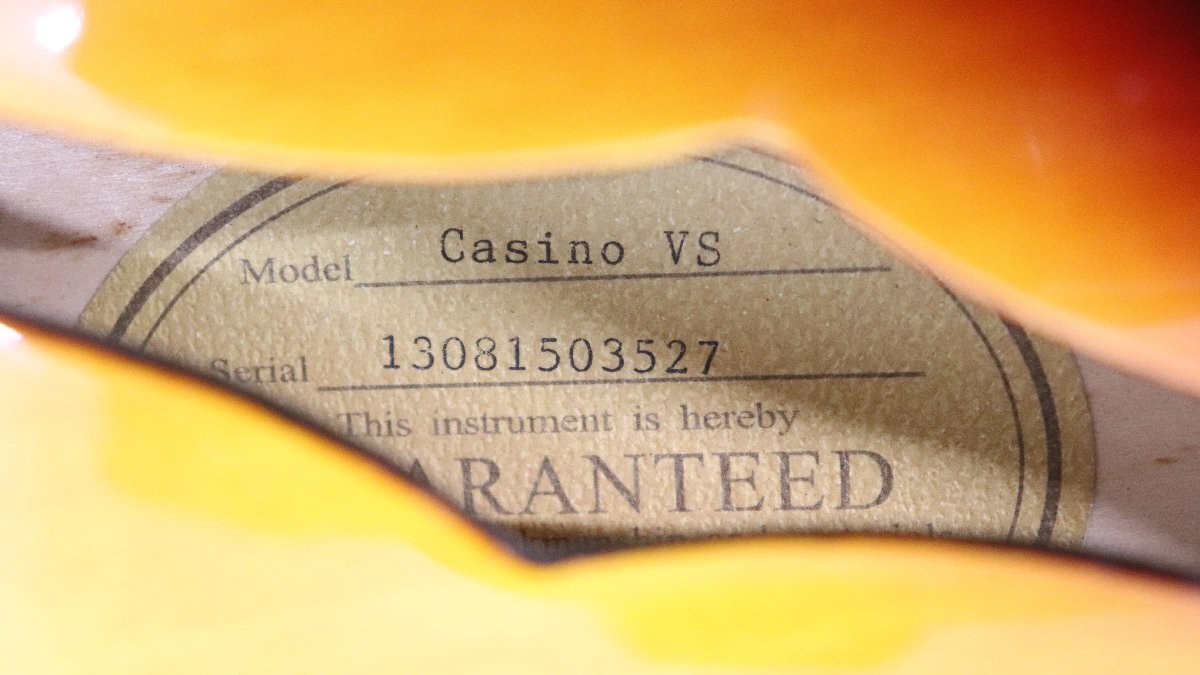 Model Casino VS
Serial 13081503527
This instrument is hereby
ARANTEED